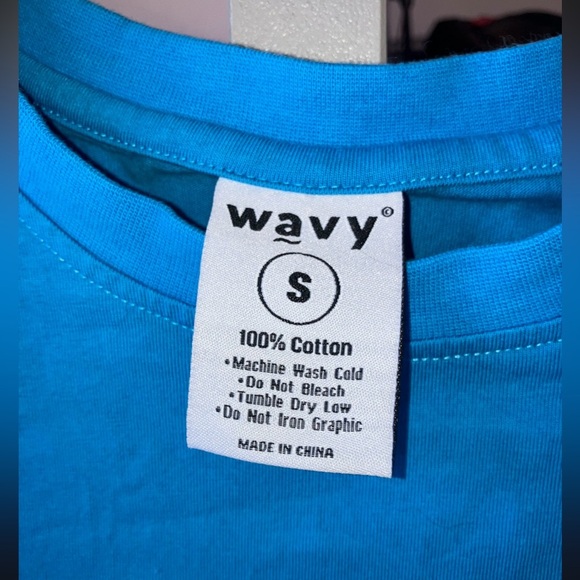 wavy©
S
100% Cotton
•Machine Wash Cold
•Do Not Bleach
•Tumble Dry Low
•Do Not Iron Graphic
MADE IN CHINA